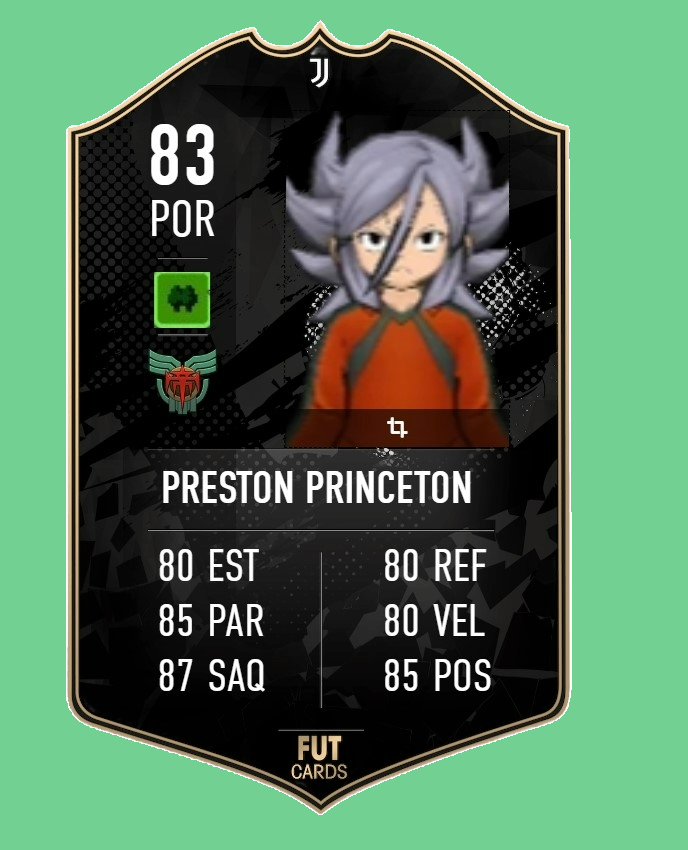 83
POR
PRESTON PRINCETON
80 EST
85 PAR
87 SAQ
80 REF
80 VEL
85 POS
FUT
CARDS